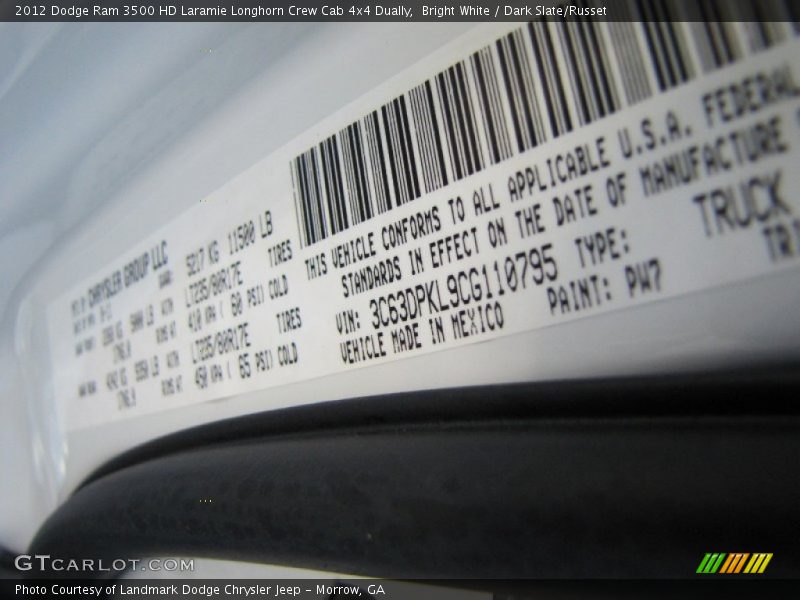 2012 Dodge Ram 3500 HD Laramie Longhorn Crew Cab 4x4 Dually, Bright White / Dark Slate/Russet
CHRYSLER GROUP LLC
5217 KG 11500 LB
TIRES
LT235/80R17E
410 KPA ( 60 PSI) COLD
TIRES
LT235/80R17E
450 KPA ( 65 PSI) COLD
THIS VEHICLE CONFORMS TO ALL APPLICABLE U.S.A. FEDERAL
STANDARDS IN EFFECT ON THE DATE OF MANUFACTURE
VIN: 3C63DPKL9CG110795 TYPE: TRUCK
VEHICLE MADE IN MEXICO PAINT: PW7
GTCARLOT.COM
Photo Courtesy of Landmark Dodge Chrysler Jeep – Morrow, GA